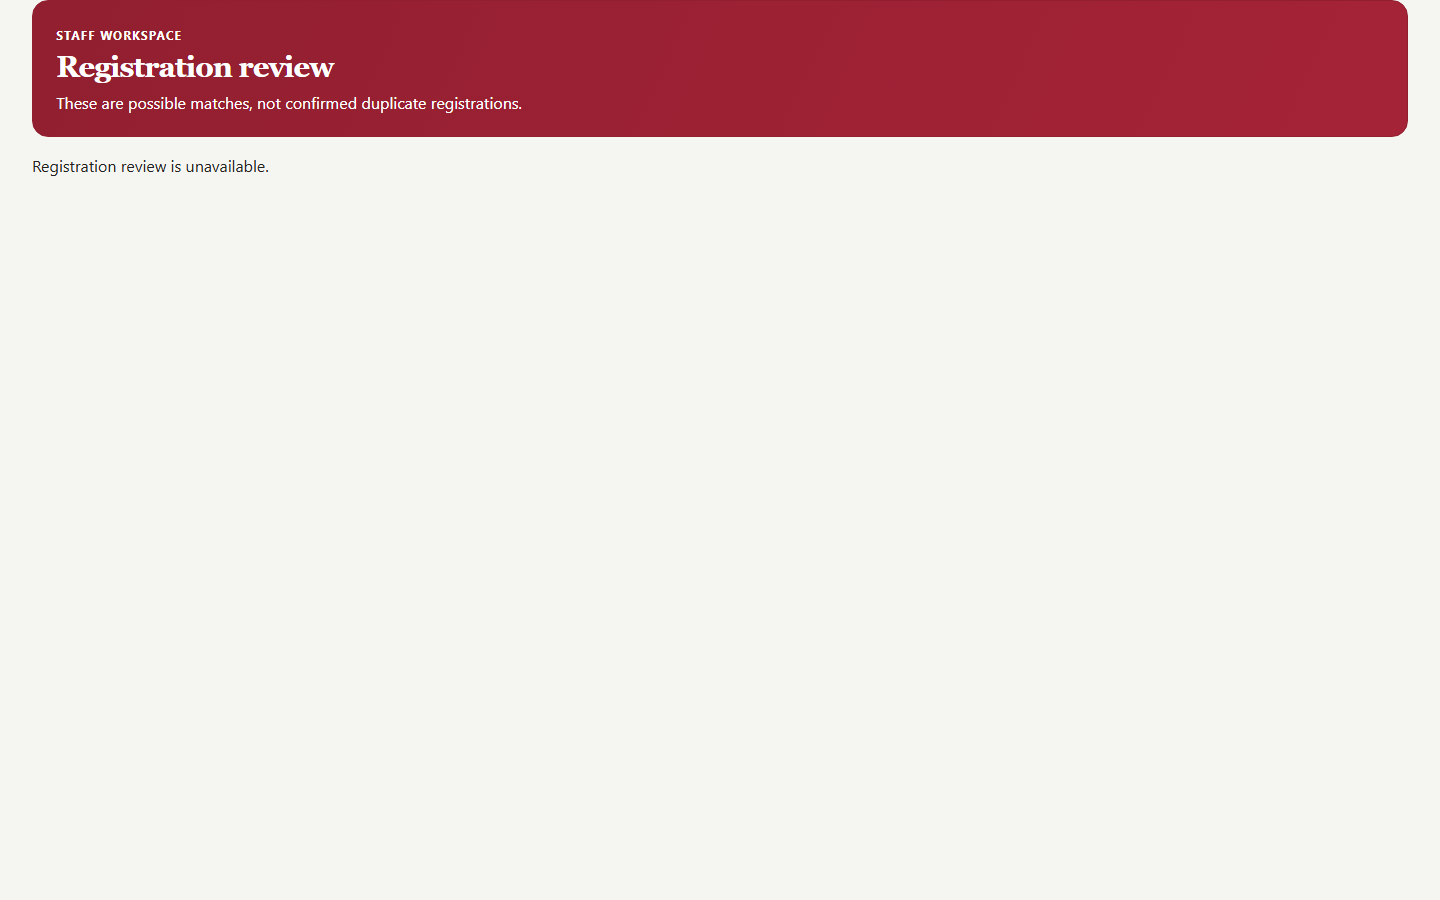 STAFF WORKSPACE
Registration review
These are possible matches, not confirmed duplicate registrations.
Registration review is unavailable.